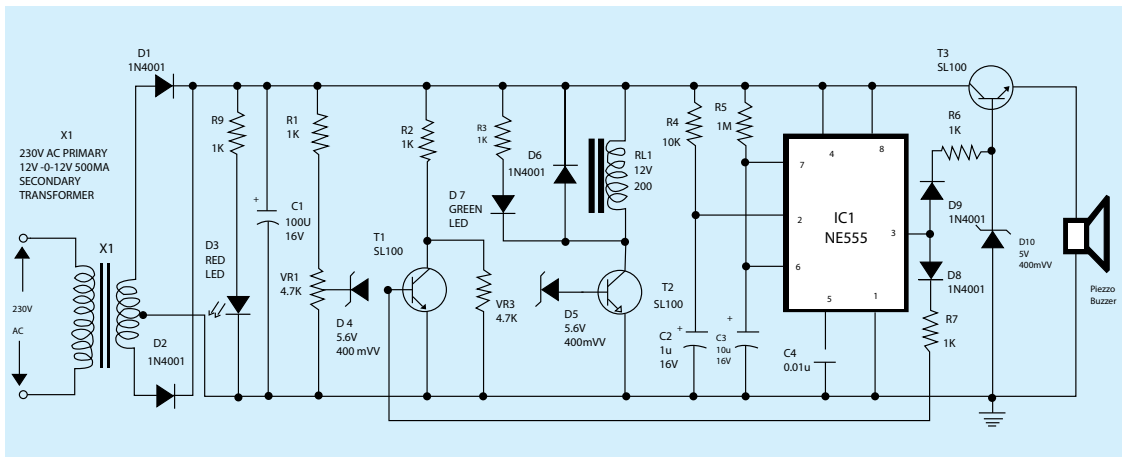 D1
1N4001
X1
230V AC PRIMARY
12V -0-12V 500MA
SECONDARY
TRANSFORMER
X1
230V
AC
D2
1N4001
R9
1K
D3
RED
LED
C1
100U
16V
+
R1
1K
VR1
4.7K
D 4
5.6V
400 mVV
R2
1K
T1
SL100
VR3
4.7K
R3
1K
D 7
GREEN
LED
D6
1N4001
RL1
12V
200
D5
5.6V
400mVV
T2
SL100
R4
10K
R5
1M
C2
1u
16V
+
C3
10u
16V
+
C4
0.01u
7
4
8
2
IC1
NE555
3
6
5
1
T3
SL100
R6
1K
D9
1N4001
D8
1N4001
R7
1K
D10
5V
400mVV
Piezzo
Buzzer